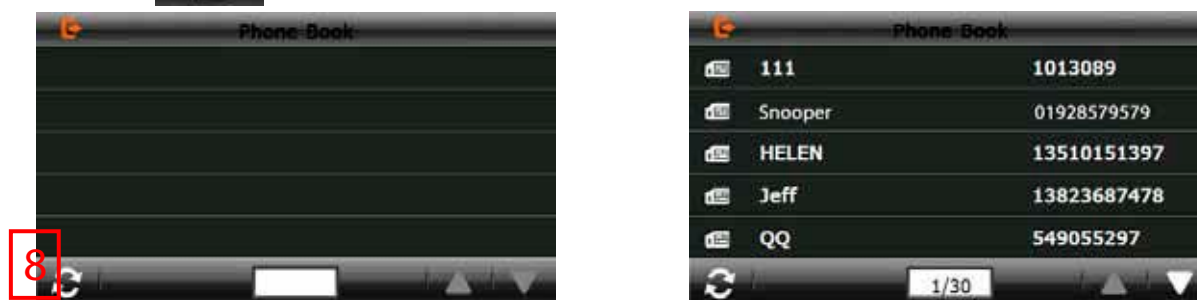 Phone Book
8
Phone Book
111 1013089
Snooper 01928579579
HELEN 13510151397
Jeff 13823687478
QQ 549055297
1/30